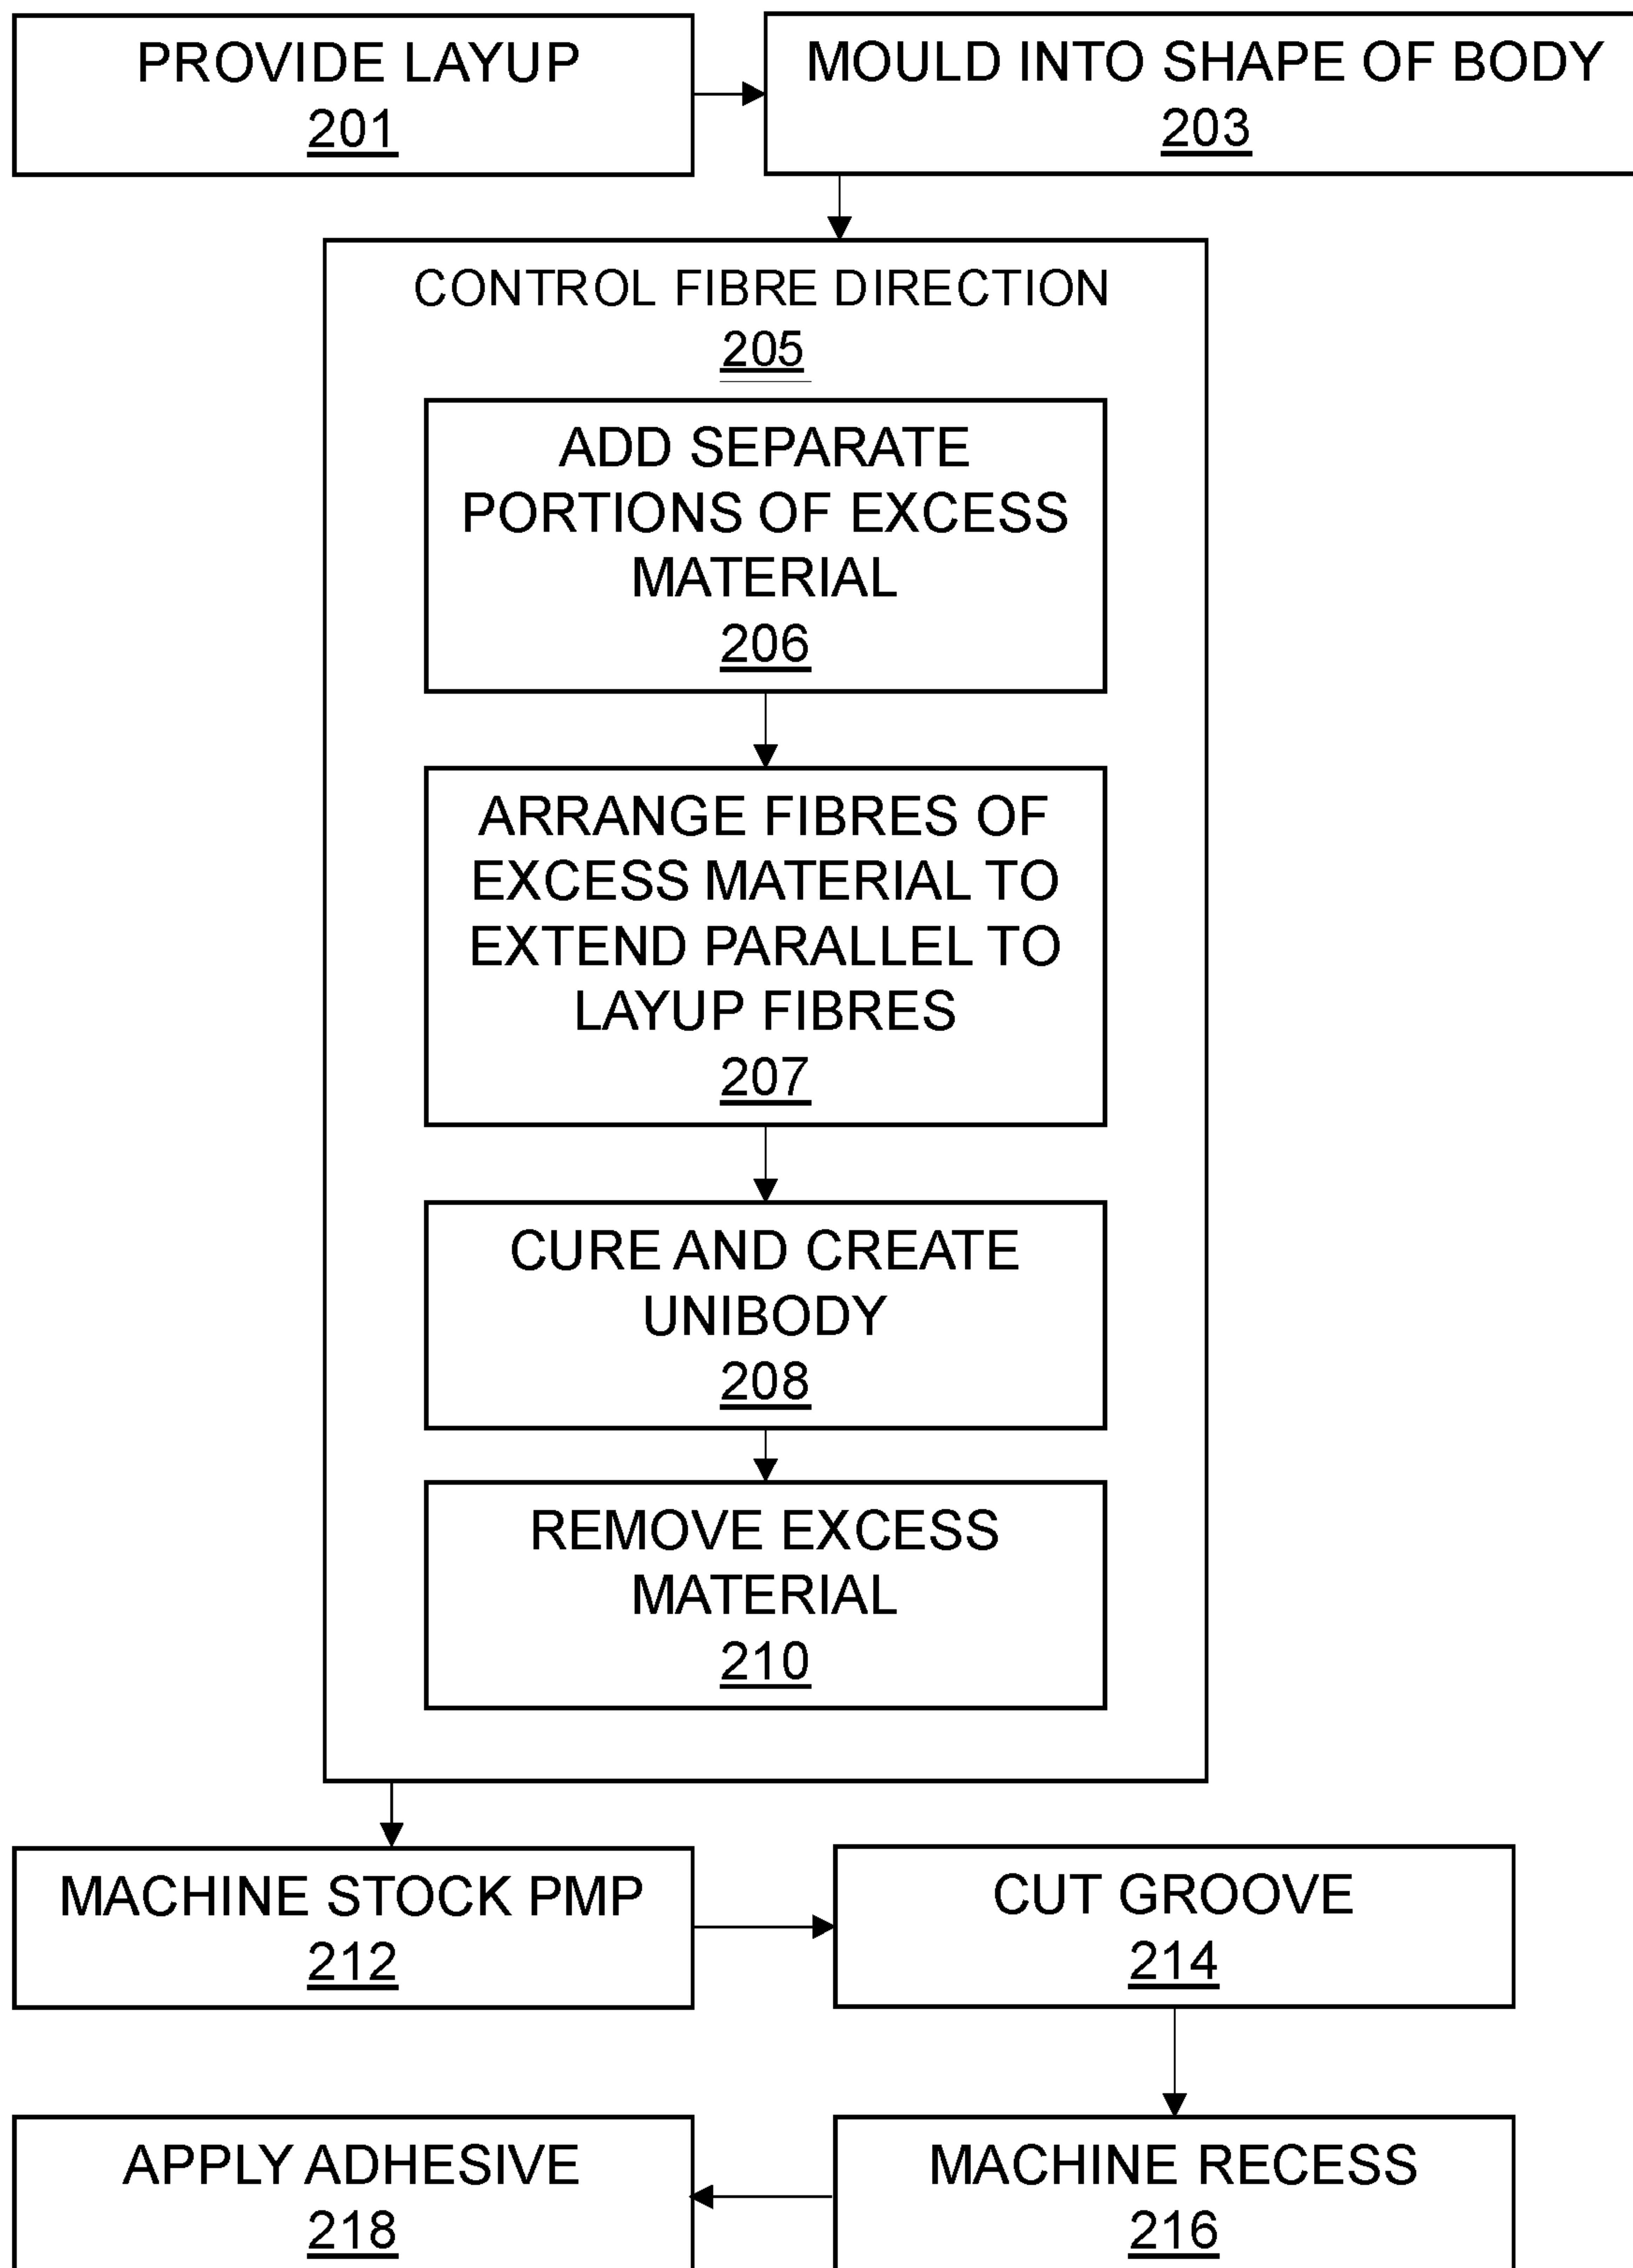 PROVIDE LAYUP
201
MOULD INTO SHAPE OF BODY
203
CONTROL FIBRE DIRECTION
205
ADD SEPARATE
PORTIONS OF EXCESS
MATERIAL
206
ARRANGE FIBRES OF
EXCESS MATERIAL TO
EXTEND PARALLEL TO
LAYUP FIBRES
207
CURE AND CREATE
UNIBODY
208
REMOVE EXCESS
MATERIAL
210
MACHINE STOCK PMP
212
CUT GROOVE
214
MACHINE RECESS
216
APPLY ADHESIVE
218